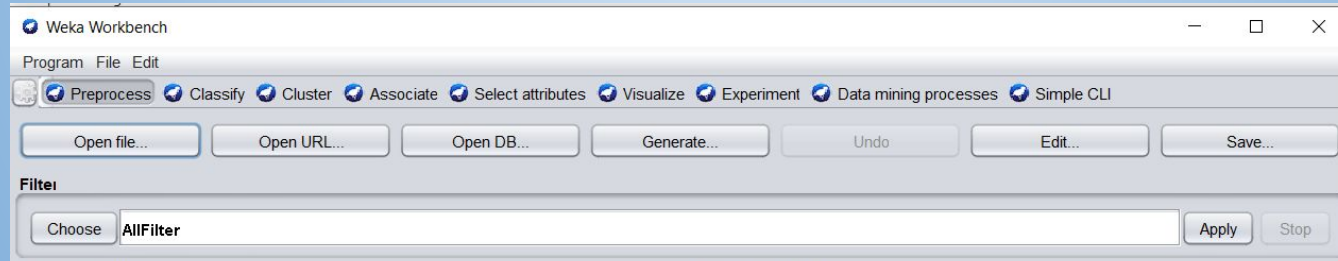 Weka Workbench
Program File Edit
Preprocess Classify Cluster Associate Select attributes Visualize Experiment Data mining processes Simple CLI
Open file... Open URL... Open DB... Generate... Undo Edit... Save...
Filter
Choose AllFilter Apply Stop